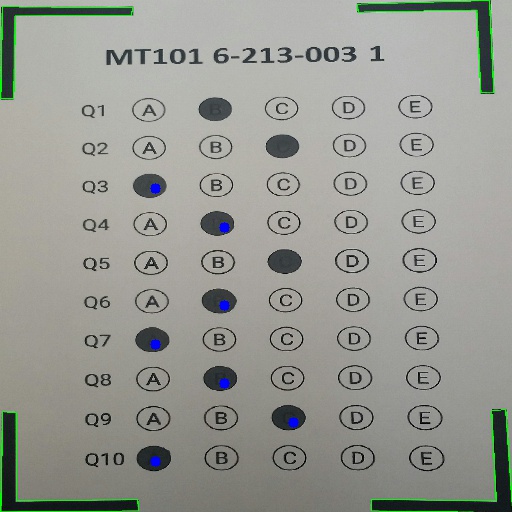 MT101 6-213-003 1
Q1 A B C D E
Q2 A B D E
Q3 B C D E
Q4 A C D E
Q5 A B D E
Q6 A C D E
Q7 B C D E
Q8 A C D E
Q9 A B D E
Q10 B C D E